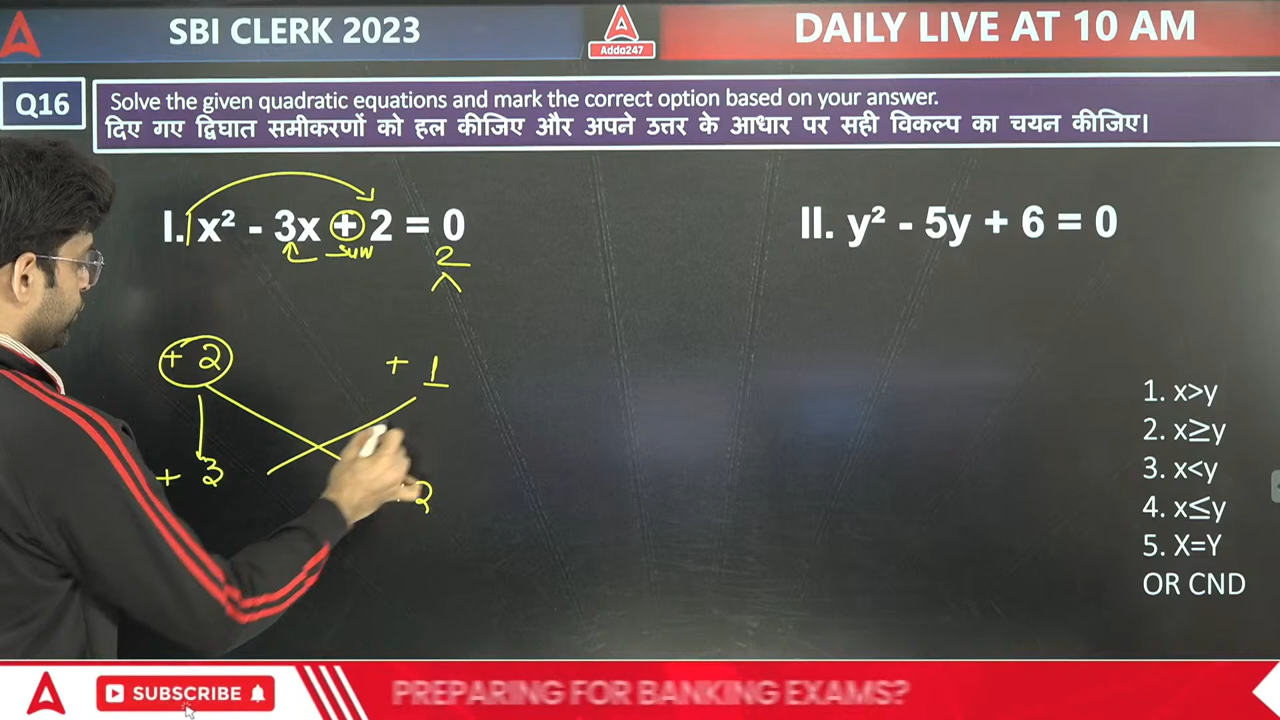 SBI CLERK 2023
Adda247
DAILY LIVE AT 10 AM
Q16
Solve the given quadratic equations and mark the correct option based on your answer.
दिए गए द्विघात समीकरणों को हल कीजिए और अपने उत्तर के आधार पर सही विकल्प का चयन कीजिए।
I. x² - 3x + 2 = 0
II. y² - 5y + 6 = 0
sum
2
+ 2
+ 1
+ 3
2
1. x>y
2. x≥y
3. x<y
4. x≤y
5. X=Y
OR CND
SUBSCRIBE
PREPARING FOR BANKING EXAMS?